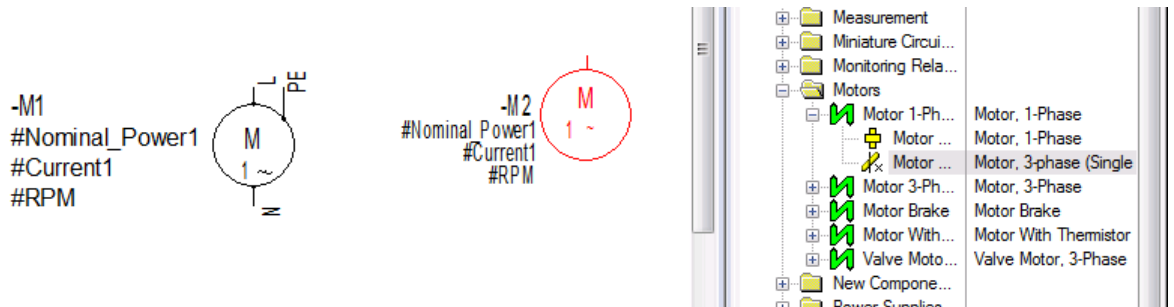 L
PE
-M1
#Nominal_Power1
#Current1
#RPM
M
1 ~
N
-M2
#Nominal_Power1
#Current1
#RPM
M
1 ~
Measurement
Miniature Circui...
Monitoring Rela...
Motors
Motor 1-Ph... Motor, 1-Phase
Motor ... Motor, 1-Phase
Motor ... Motor, 3-phase (Single
Motor 3-Ph... Motor, 3-Phase
Motor Brake Motor Brake
Motor With... Motor With Thermistor
Valve Moto... Valve Motor, 3-Phase
New Compone...
Power Supplies